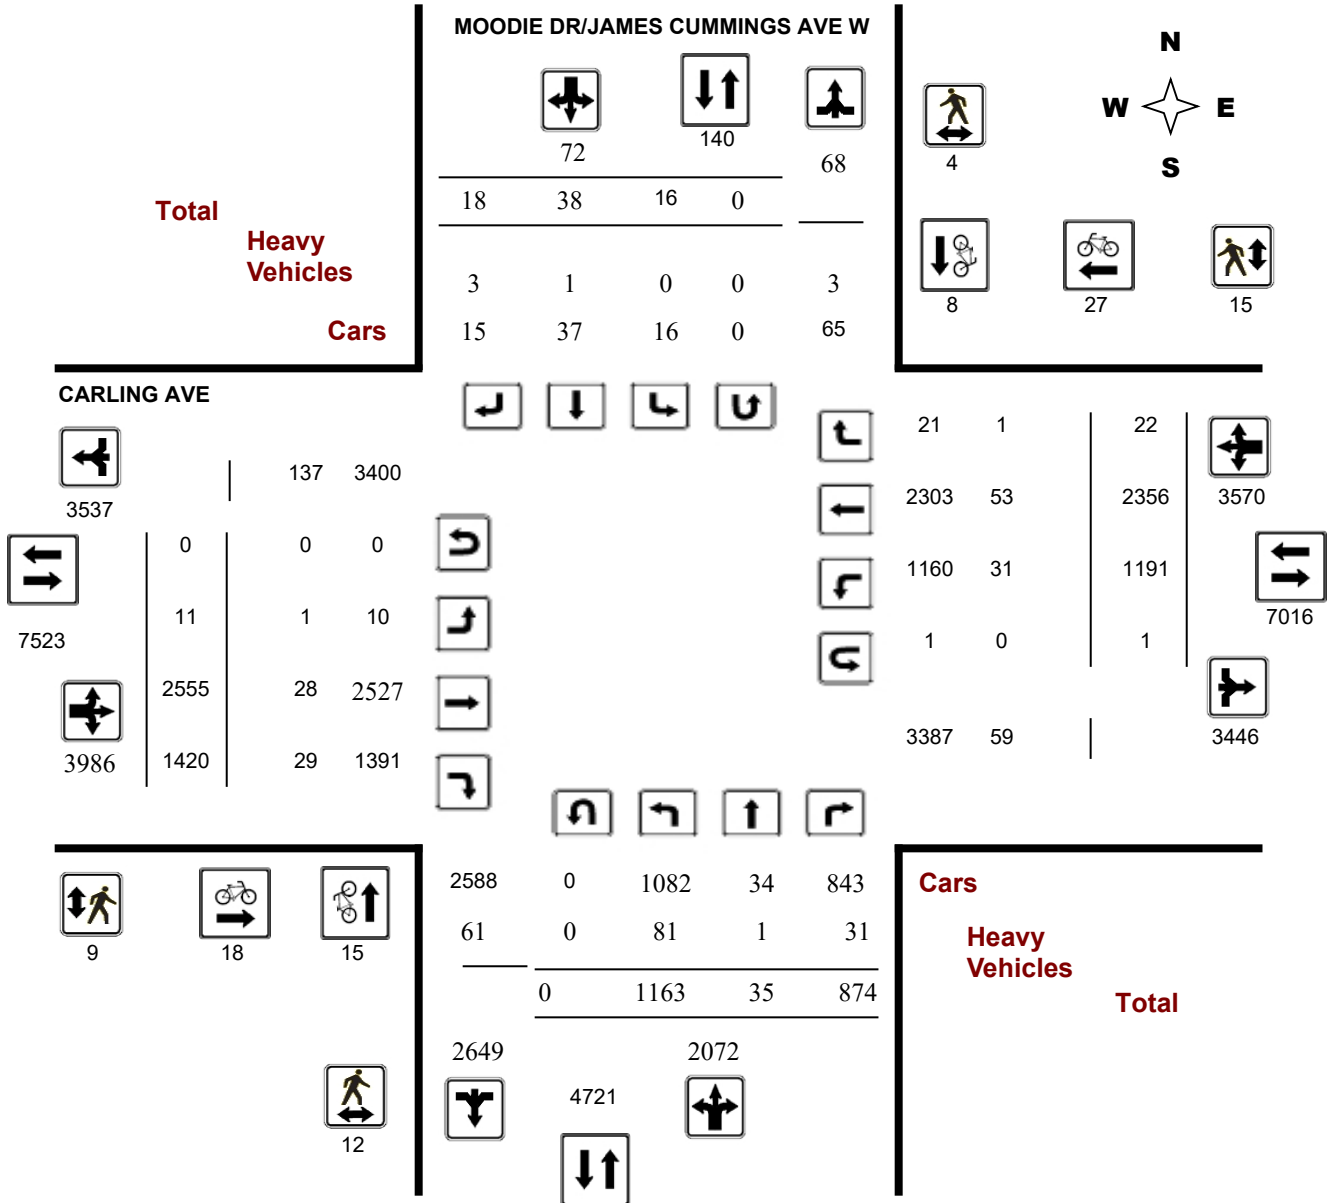 MOODIE DR/JAMES CUMMINGS AVE W
N
W E
S
72
140
68
4
18 38 16 0
Total
Heavy
Vehicles
3 1 0 0 3
Cars
15 37 16 0 65
8 27 15
CARLING AVE
21 1 22
137 3400
3537
2303 53 2356 3570
0 0 0
1160 31 1191
7016
11 1 10
7523
1 0 1
2555 28 2527
3387 59 3446
3986 1420 29 1391
2588 0 1082 34 843
Cars
61 0 81 1 31
Heavy
Vehicles
9 18 15
0 1163 35 874
Total
2649 2072
4721
12